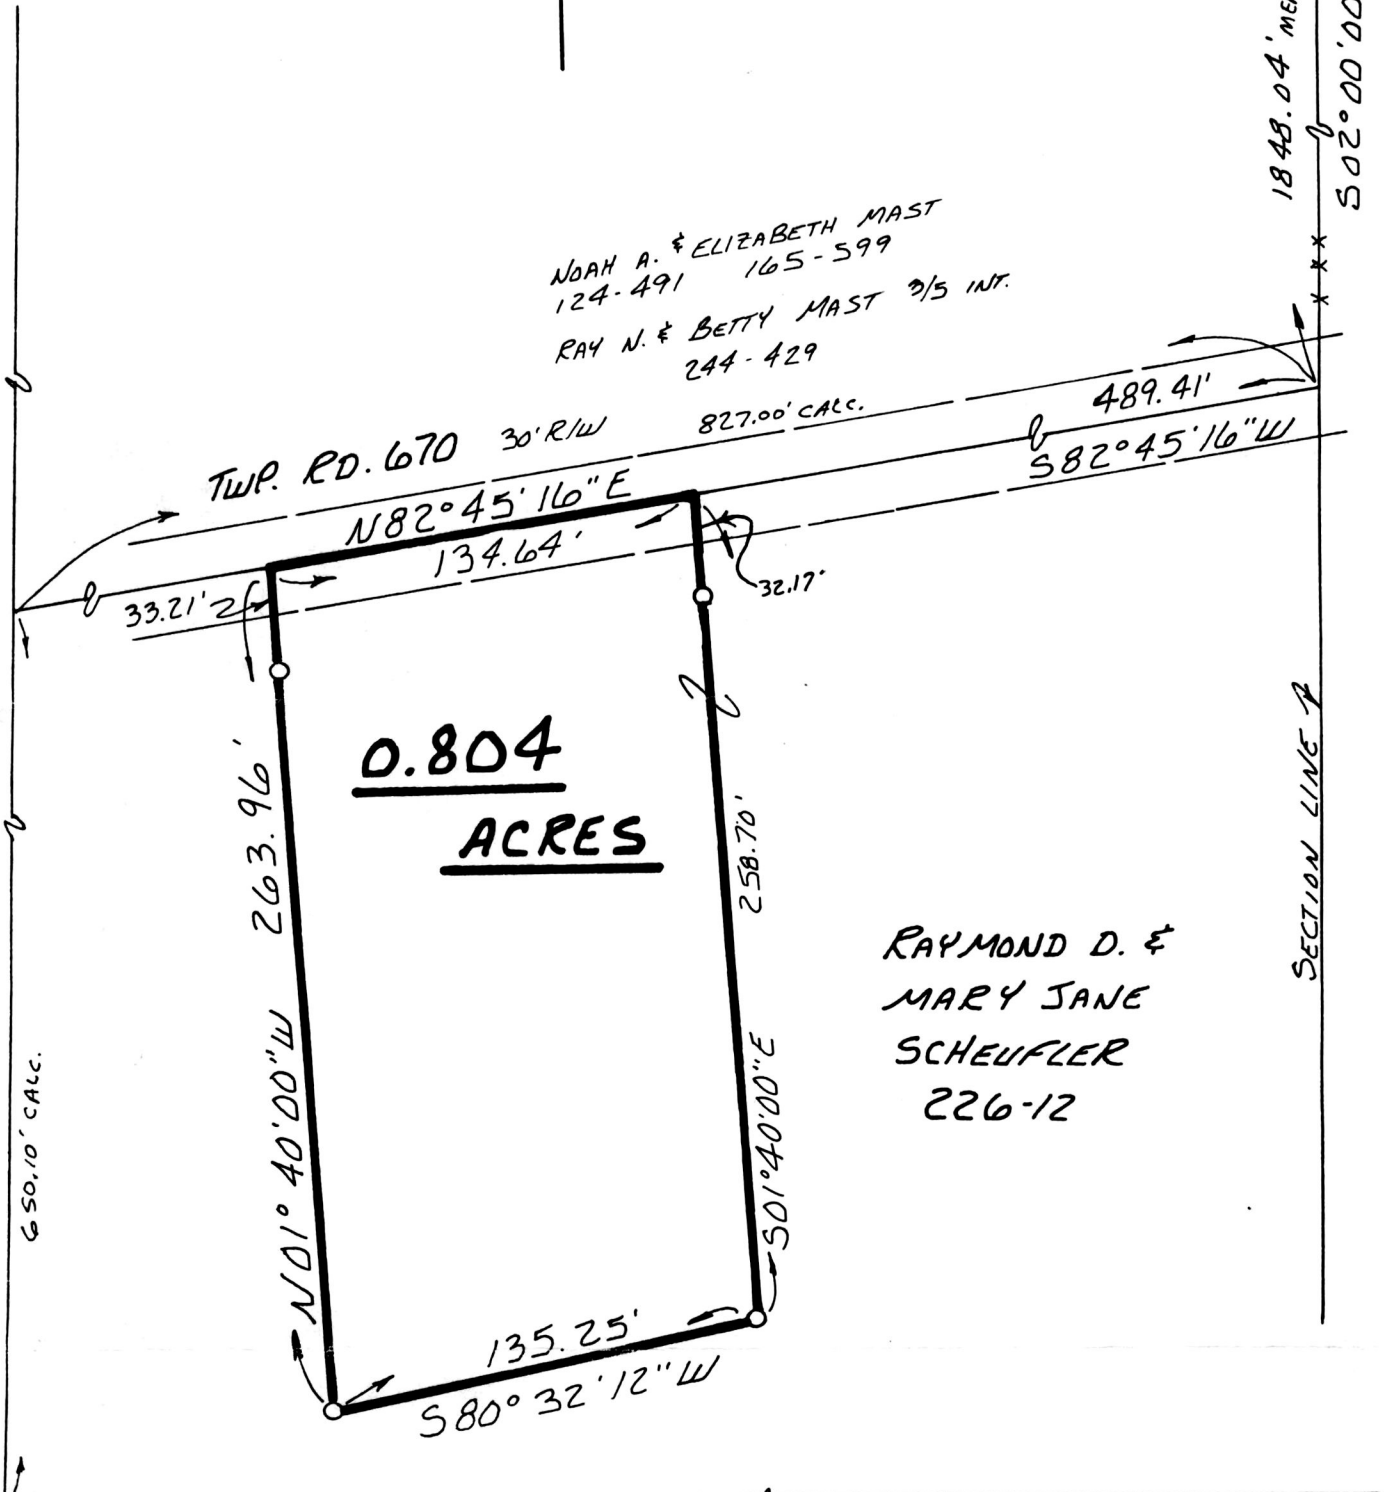 1848.04' 
S02°00'00
NOAH A. & ELIZABETH MAST
124-491 165-599
RAY N. & BETTY MAST 3/5 INT.
244-429
TWP. RD. 670 30' R/W 827.00' CALC.
489.41'
S82°45'16"W
N82°45'16"E
134.64'
33.21'
32.17'
0.804
ACRES
263.96'
N01°40'00"W
258.70'
S01°40'00"E
RAYMOND D. &
MARY JANE
SCHEUFLER
226-12
SECTION LINE
650.10' CALC.
135.25'
S80°32'12"W